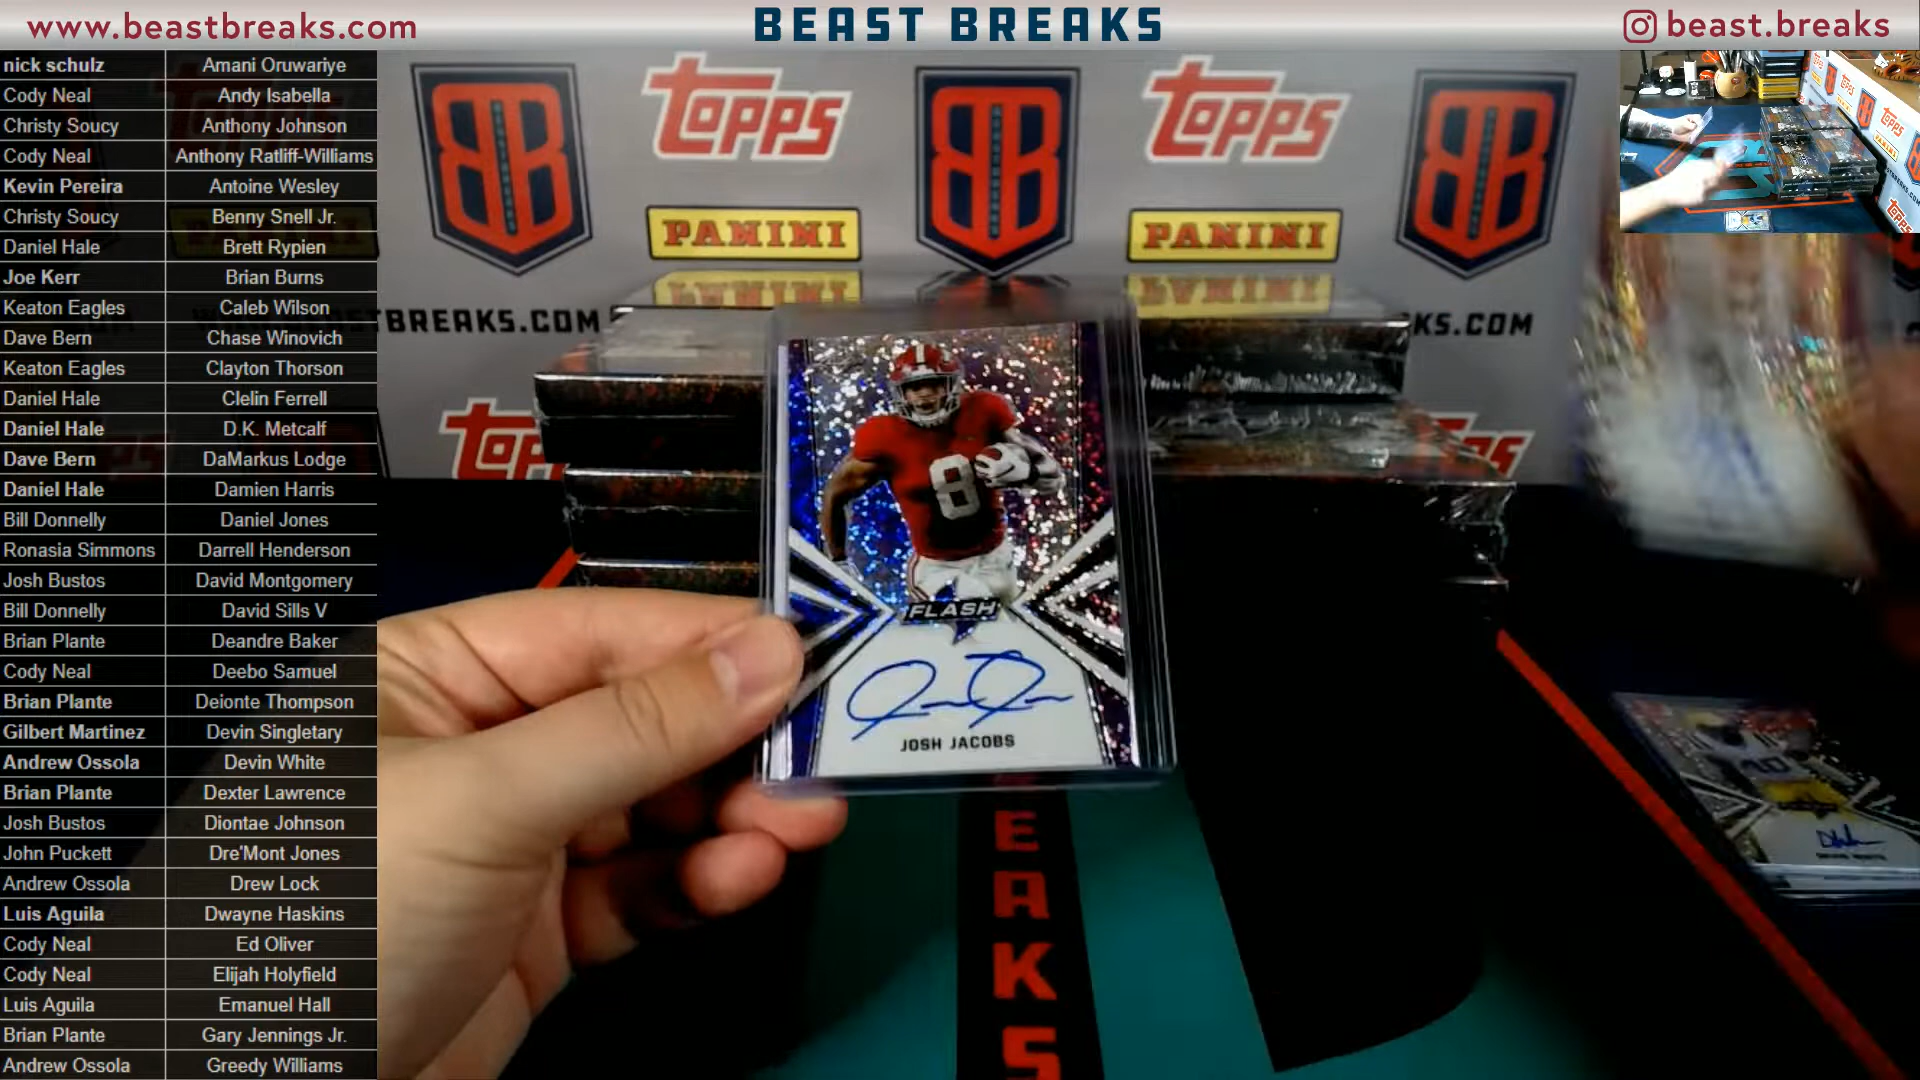 www.beastbreaks.com
BEAST BREAKS
beast.breaks
nick schulz Amani Oruwariye
Cody Neal Andy Isabella
Christy Soucy Anthony Johnson
Cody Neal Anthony Ratliff-Williams
Kevin Pereira Antoine Wesley
Christy Soucy Benny Snell Jr.
Daniel Hale Brett Rypien
Joe Kerr Brian Burns
Keaton Eagles Caleb Wilson
Dave Bern Chase Winovich
Keaton Eagles Clayton Thorson
Daniel Hale Clelin Ferrell
Daniel Hale D.K. Metcalf
Dave Bern DaMarkus Lodge
Daniel Hale Damien Harris
Bill Donnelly Daniel Jones
Ronasia Simmons Darrell Henderson
Josh Bustos David Montgomery
Bill Donnelly David Sills V
Brian Plante Deandre Baker
Cody Neal Deebo Samuel
Brian Plante Deionte Thompson
Gilbert Martinez Devin Singletary
Andrew Ossola Devin White
Brian Plante Dexter Lawrence
Josh Bustos Diontae Johnson
John Puckett Dre'Mont Jones
Andrew Ossola Drew Lock
Luis Aguila Dwayne Haskins
Cody Neal Ed Oliver
Cody Neal Elijah Holyfield
Luis Aguila Emanuel Hall
Brian Plante Gary Jennings Jr.
Andrew Ossola Greedy Williams
TOPPS
TOPPS
PANINI
PANINI
BREAKS.COM
KS.COM
8
FLASH
JOSH JACOBS
EAKS